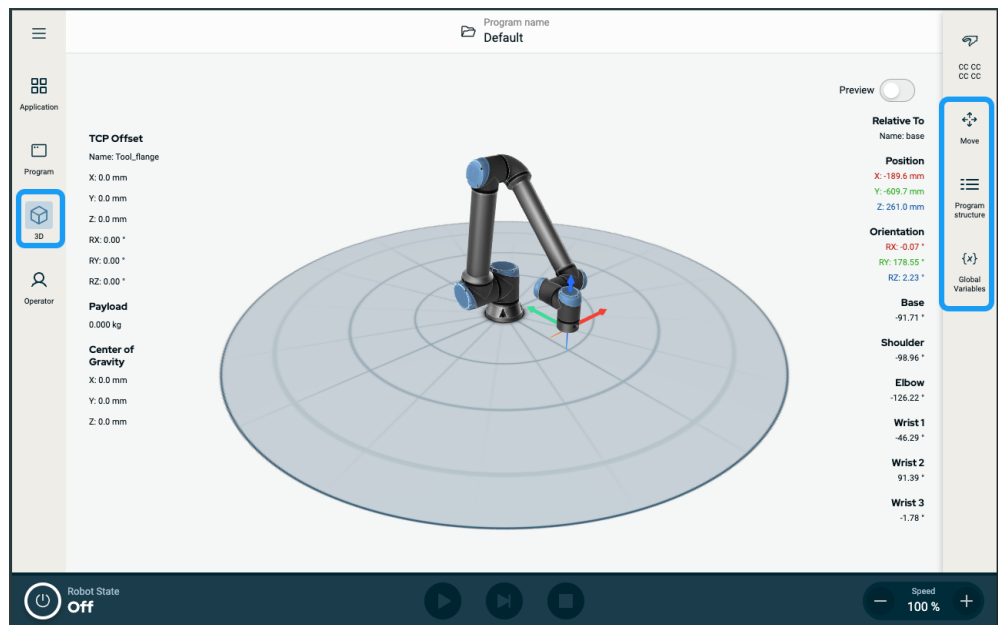 Program name
Default
Application
Program
3D
Operator
TCP Offset
Name: Tool_flange
X: 0.0 mm
Y: 0.0 mm
Z: 0.0 mm
RX: 0.00 °
RY: 0.00 °
RZ: 0.00 °
Payload
0.000 kg
Center of
Gravity
X: 0.0 mm
Y: 0.0 mm
Z: 0.0 mm
Preview
Relative To
Name: base
Position
X: -189.6 mm
Y: -609.7 mm
Z: 261.0 mm
Orientation
RX: -0.07 °
RY: 178.55 °
RZ: 2.23 °
Base
-91.71 °
Shoulder
-98.96 °
Elbow
-126.22 °
Wrist 1
-46.29 °
Wrist 2
91.39 °
Wrist 3
-1.78 °
CC CC
CC CC
Move
Program
structure
{x}
Global
Variables
Robot State
Off
Speed
100 %